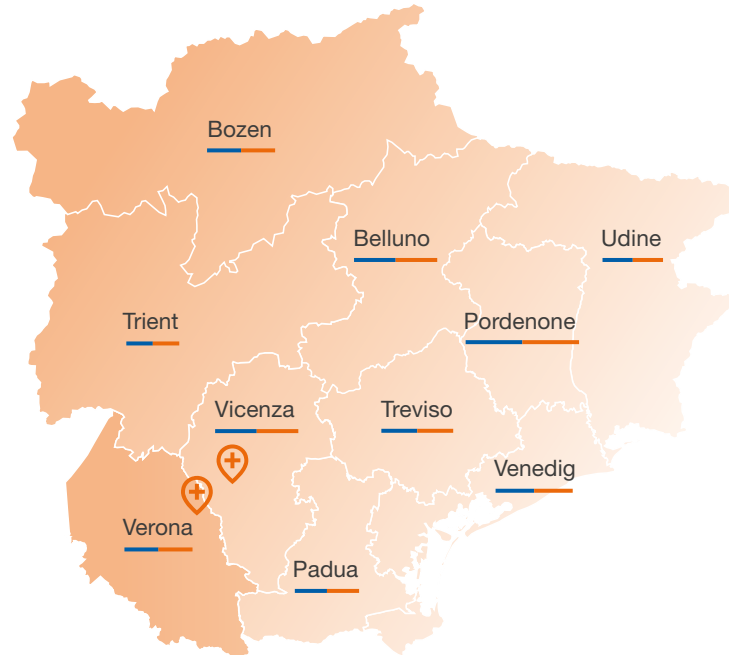 Bozen
Belluno
Udine
Trient
Pordenone
Vicenza
Treviso
Venedig
Verona
Padua